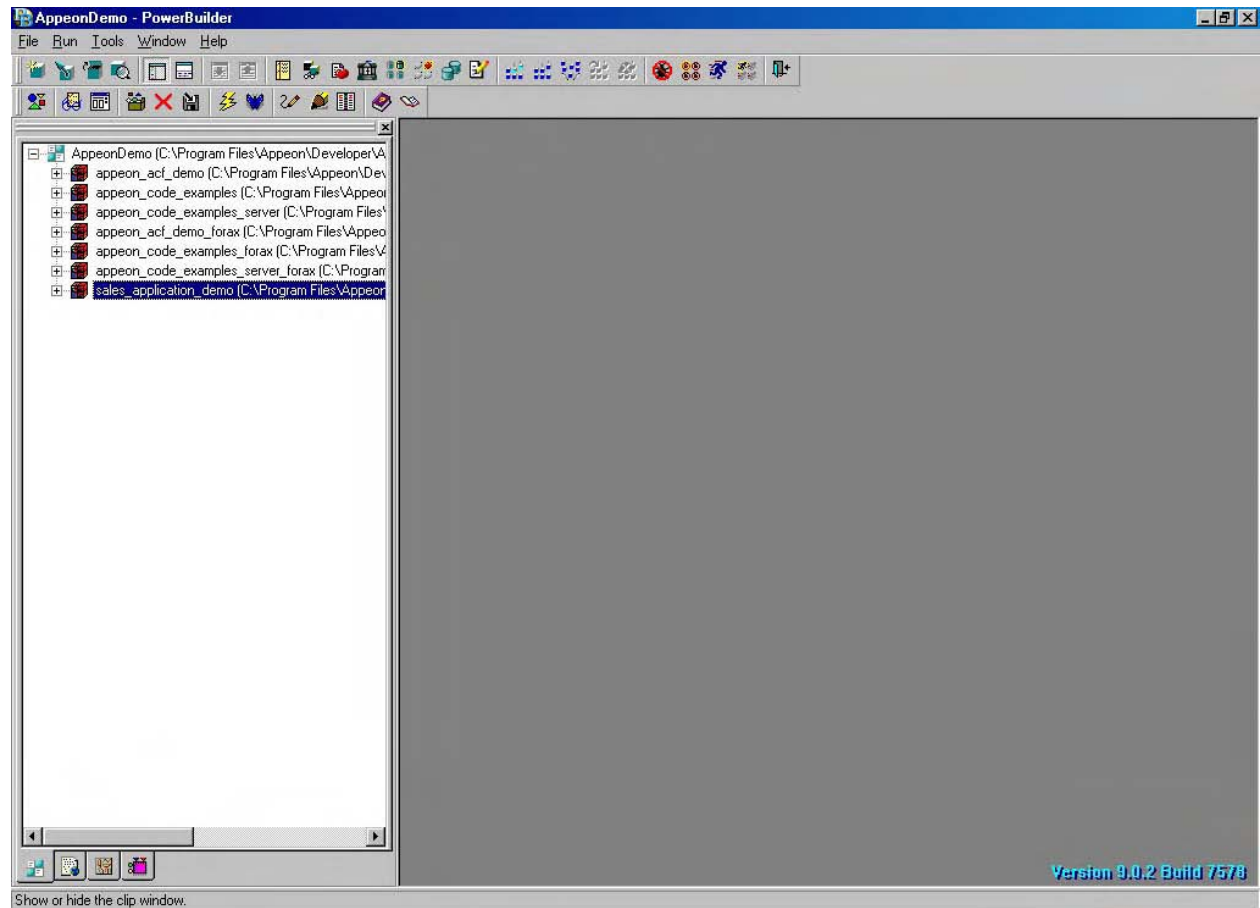 AppeonDemo - PowerBuilder
File Run Tools Window Help
AppeonDemo (C:\Program Files\Appeon\Developer\A
appeon_acf_demo (C:\Program Files\Appeon\Dev
appeon_code_examples (C:\Program Files\Appeon
appeon_code_examples_server (C:\Program Files\
appeon_acf_demo_forax (C:\Program Files\Appeo
appeon_code_examples_forax (C:\Program Files\A
appeon_code_examples_server_forax (C:\Program
sales_application_demo (C:\Program Files\Appeon
Version 9.0.2 Build 7578
Show or hide the clip window.